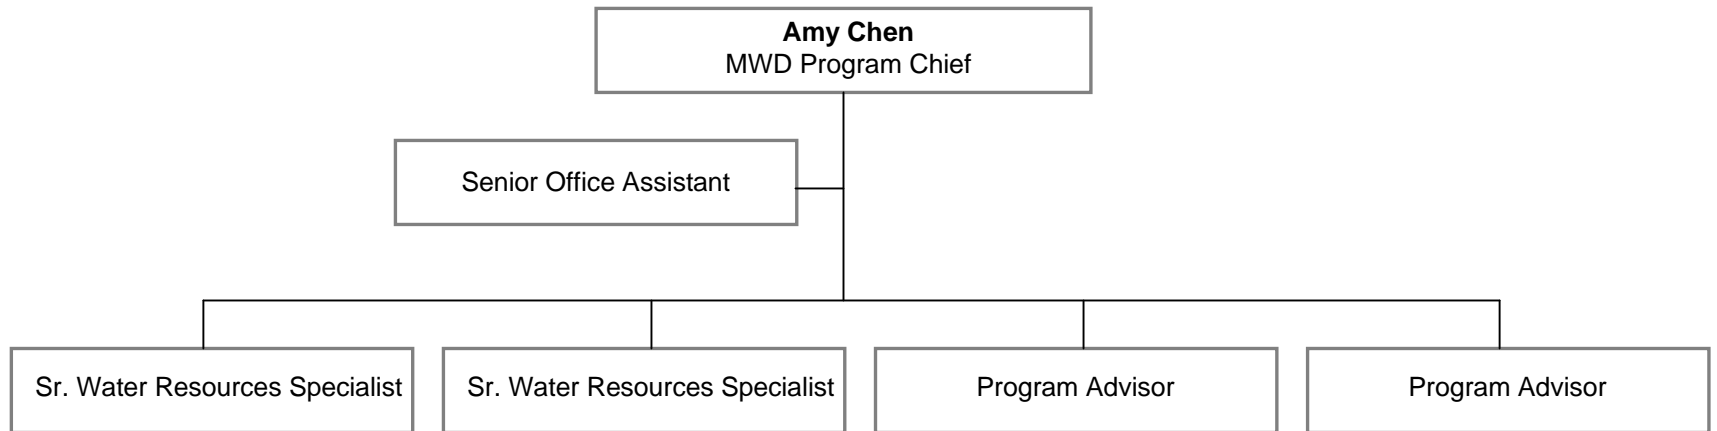 Amy Chen
MWD Program Chief
Senior Office Assistant
Sr. Water Resources Specialist
Sr. Water Resources Specialist
Program Advisor
Program Advisor